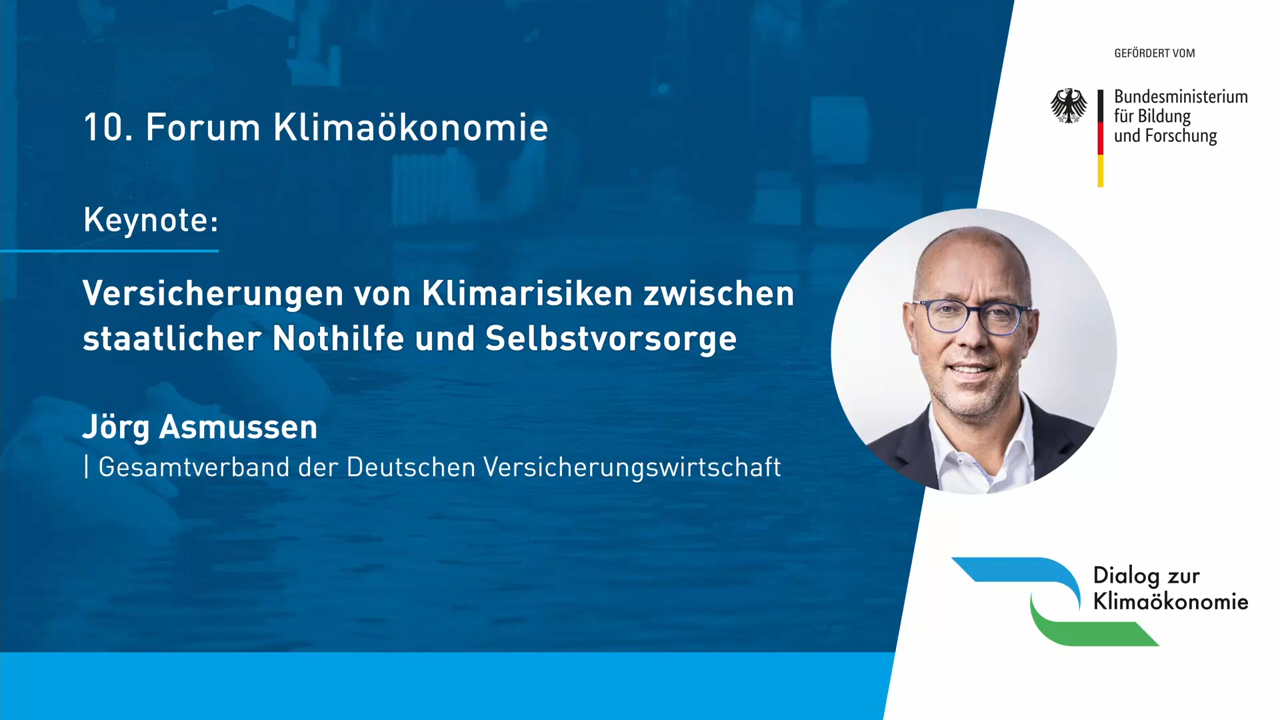 10. Forum Klimaökonomie
Keynote:
Versicherungen von Klimarisiken zwischen
staatlicher Nothilfe und Selbstvorsorge
Jörg Asmussen
| Gesamtverband der Deutschen Versicherungswirtschaft
GEFÖRDERT VOM
Bundesministerium
für Bildung
und Forschung
Dialog zur
Klimaökonomie